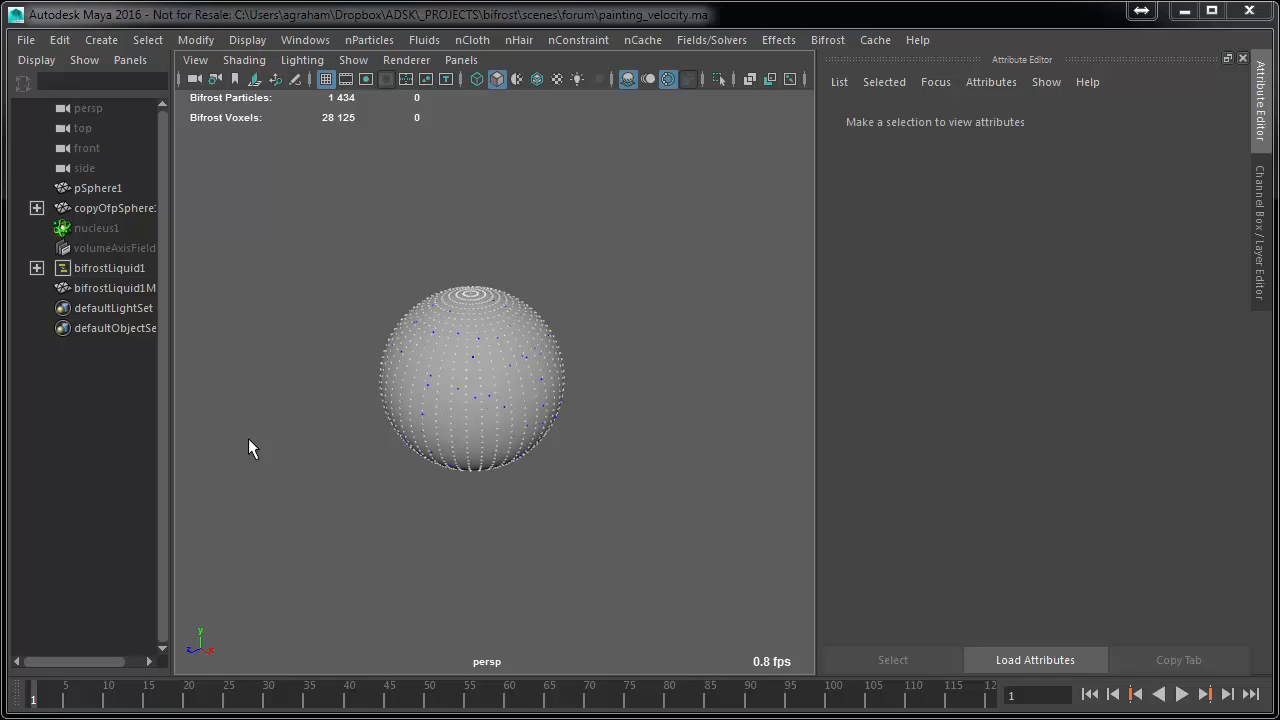 Autodesk Maya 2016 - Not for Resale: C:\Users\agraham\Dropbox\ADSK\_PROJECTS\bifrost\scenes\forum\painting_velocity.ma
File Edit Create Select Modify Display Windows nParticles Fluids nCloth nHair nConstraint nCache Fields/Solvers Effects Bifrost Cache Help
Display Show Panels
View Shading Lighting Show Renderer Panels
Attribute Editor
List Selected Focus Attributes Show Help
Make a selection to view attributes
Attribute Editor
Channel Box / Layer Editor
persp
top
front
side
pSphere1
copyOfpSphere
nucleus1
volumeAxisField
bifrostLiquid1
bifrostLiquid1M
defaultLightSet
defaultObjectSe
Bifrost Particles: 1 434 0
Bifrost Voxels: 28 125 0
y
z x
persp
0.8 fps
Select Load Attributes Copy Tab
1 5 10 15 20 25 30 35 40 45 50 55 60 65 70 75 80 85 90 95 100 105 110 115 12
1